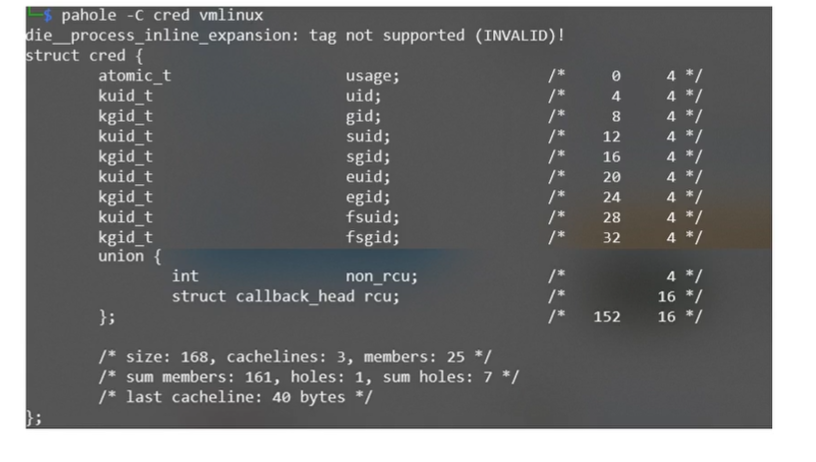 $ pahole -C cred vmlinux
die__process_inline_expansion: tag not supported (INVALID)!
struct cred {
        atomic_t                   usage;                /*     0     4 */
        kuid_t                     uid;                  /*     4     4 */
        kgid_t                     gid;                  /*     8     4 */
        kuid_t                     suid;                 /*    12     4 */
        kgid_t                     sgid;                 /*    16     4 */
        kuid_t                     euid;                 /*    20     4 */
        kgid_t                     egid;                 /*    24     4 */
        kuid_t                     fsuid;                /*    28     4 */
        kgid_t                     fsgid;                /*    32     4 */
        union {
                int                non_rcu;              /*           4 */
                struct callback_head rcu;                /*          16 */
        };                                               /*   152    16 */

        /* size: 168, cachelines: 3, members: 25 */
        /* sum members: 161, holes: 1, sum holes: 7 */
        /* last cacheline: 40 bytes */
};